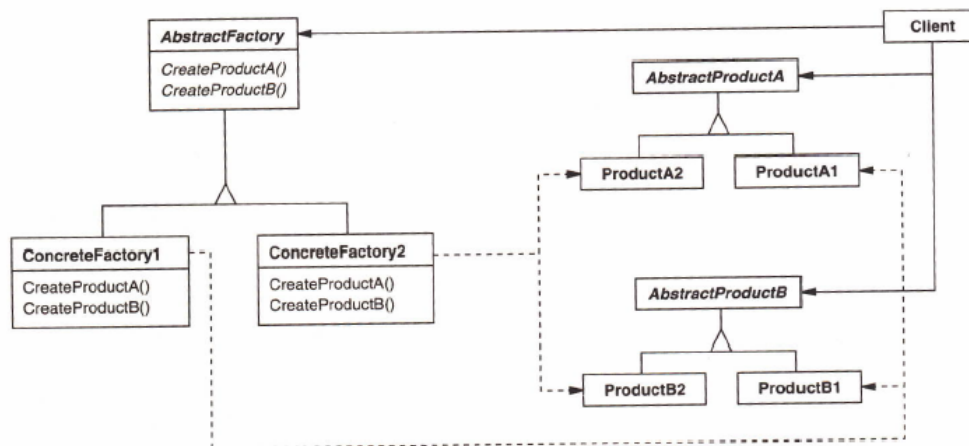 AbstractFactory
CreateProductA()
CreateProductB()
Client
AbstractProductA
ProductA2
ProductA1
ConcreteFactory1
CreateProductA()
CreateProductB()
ConcreteFactory2
CreateProductA()
CreateProductB()
AbstractProductB
ProductB2
ProductB1